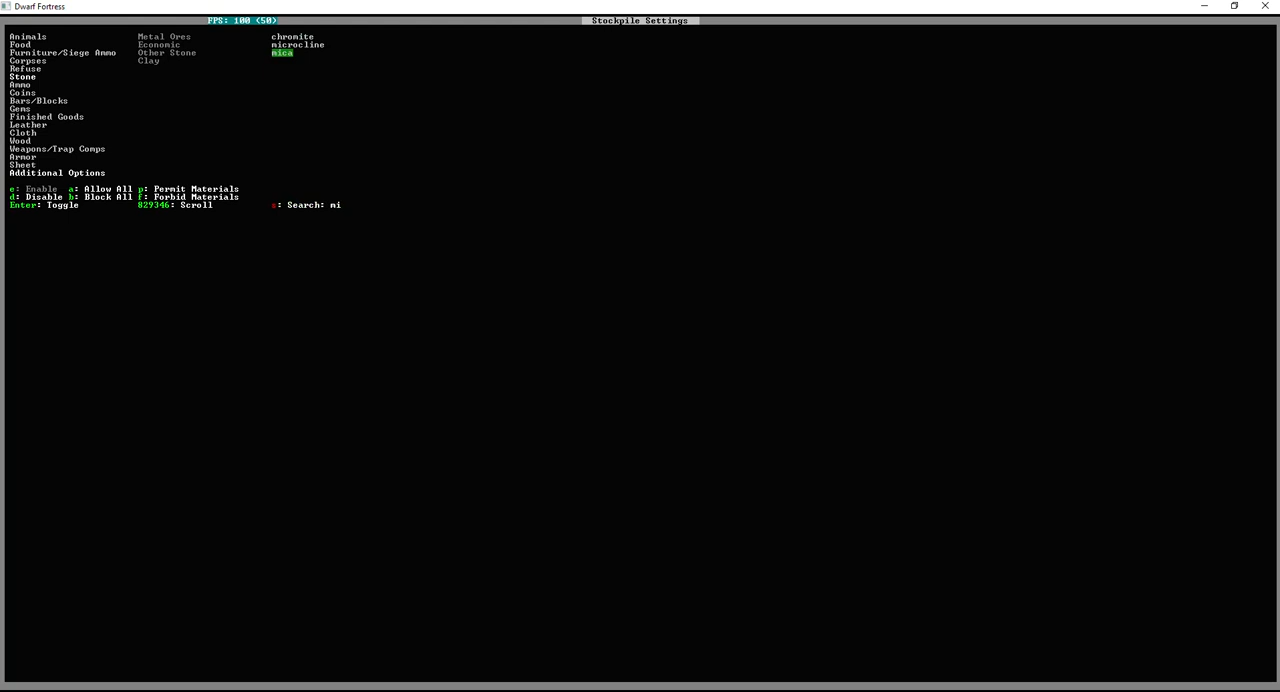 Dwarf Fortress
FPS: 100 (50) Stockpile Settings
Animals Metal Ores chromite
Food Economic microcline
Furniture/Siege Ammo Other Stone mica
Corpses Clay
Refuse
Stone
Ammo
Coins
Bars/Blocks
Gems
Finished Goods
Leather
Cloth
Wood
Weapons/Trap Comps
Armor
Sheet
Additional Options
e: Enable a: Allow All p: Permit Materials
d: Disable b: Block All f: Forbid Materials
Enter: Toggle 829346: Scroll s: Search: mi